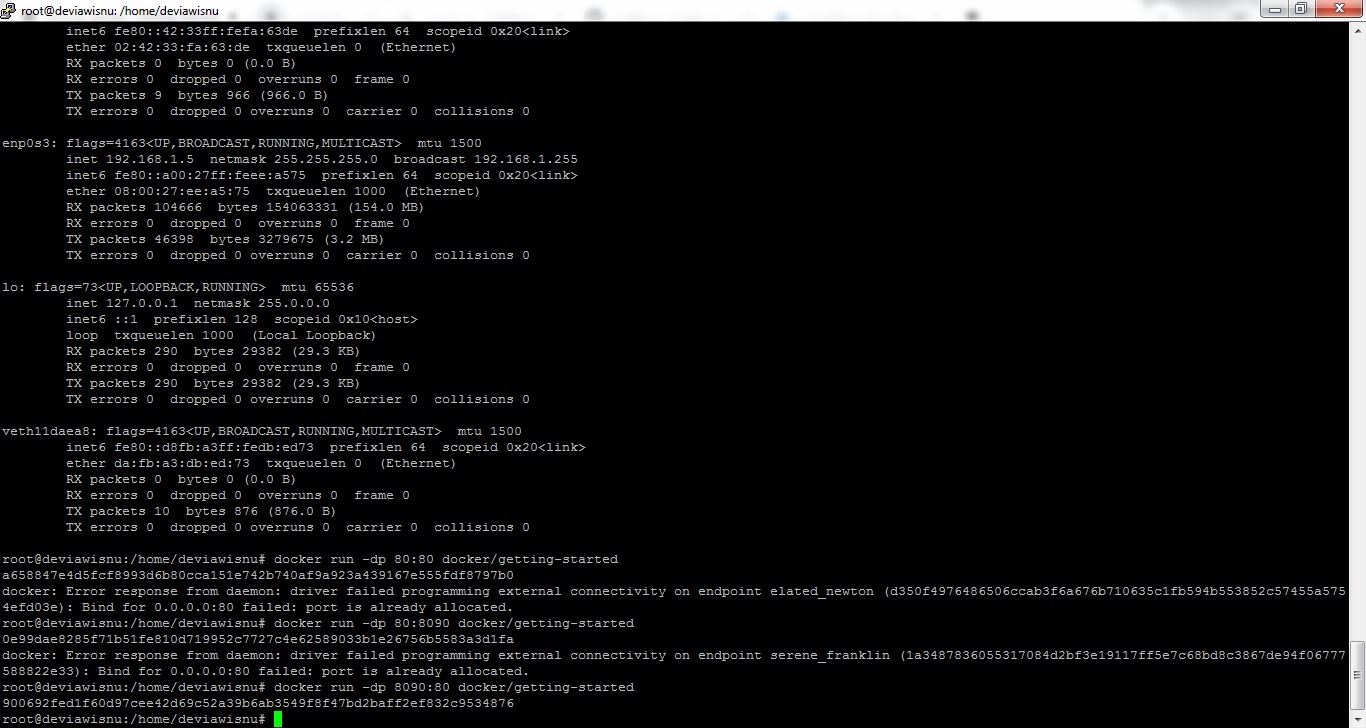 root@deviawisnu: /home/deviawisnu
inet6 fe80::42:33ff:fefa:63de  prefixlen 64  scopeid 0x20<link>
ether 02:42:33:fa:63:de  txqueuelen 0  (Ethernet)
RX packets 0  bytes 0 (0.0 B)
RX errors 0  dropped 0  overruns 0  frame 0
TX packets 9  bytes 966 (966.0 B)
TX errors 0  dropped 0 overruns 0  carrier 0  collisions 0
enp0s3: flags=4163<UP,BROADCAST,RUNNING,MULTICAST>  mtu 1500
inet 192.168.1.5  netmask 255.255.255.0  broadcast 192.168.1.255
inet6 fe80::a00:27ff:feee:a575  prefixlen 64  scopeid 0x20<link>
ether 08:00:27:ee:a5:75  txqueuelen 1000  (Ethernet)
RX packets 104666  bytes 154063331 (154.0 MB)
RX errors 0  dropped 0  overruns 0  frame 0
TX packets 46398  bytes 3279675 (3.2 MB)
TX errors 0  dropped 0 overruns 0  carrier 0  collisions 0
lo: flags=73<UP,LOOPBACK,RUNNING>  mtu 65536
inet 127.0.0.1  netmask 255.0.0.0
inet6 ::1  prefixlen 128  scopeid 0x10<host>
loop  txqueuelen 1000  (Local Loopback)
RX packets 290  bytes 29382 (29.3 KB)
RX errors 0  dropped 0  overruns 0  frame 0
TX packets 290  bytes 29382 (29.3 KB)
TX errors 0  dropped 0 overruns 0  carrier 0  collisions 0
veth11daea8: flags=4163<UP,BROADCAST,RUNNING,MULTICAST>  mtu 1500
inet6 fe80::d8fb:a3ff:fedb:ed73  prefixlen 64  scopeid 0x20<link>
ether da:fb:a3:db:ed:73  txqueuelen 0  (Ethernet)
RX packets 0  bytes 0 (0.0 B)
RX errors 0  dropped 0  overruns 0  frame 0
TX packets 10  bytes 876 (876.0 B)
TX errors 0  dropped 0 overruns 0  carrier 0  collisions 0
root@deviawisnu:/home/deviawisnu# docker run -dp 80:80 docker/getting-started
a658847e4d5fcf8993d6b80cca151e742b740af9a923a439167e555fdf8797b0
docker: Error response from daemon: driver failed programming external connectivity on endpoint elated_newton (d350f4976486506ccab3f6a676b710635c1fb594b553852c57455a575
4efd03e): Bind for 0.0.0.0:80 failed: port is already allocated.
root@deviawisnu:/home/deviawisnu# docker run -dp 80:8090 docker/getting-started
0e99dae8285f71b51fe810d719952c7727c4e62589033b1e26756b5583a3d1fa
docker: Error response from daemon: driver failed programming external connectivity on endpoint serene_franklin (1a3487836055317084d2bf3e19117ff5e7c68bd8c3867de94f06777
588822e33): Bind for 0.0.0.0:80 failed: port is already allocated.
root@deviawisnu:/home/deviawisnu# docker run -dp 8090:80 docker/getting-started
900692fed1f60d97cee42d69c52a39b6ab3549f8f47bd2baff2ef832c9534876
root@deviawisnu:/home/deviawisnu#